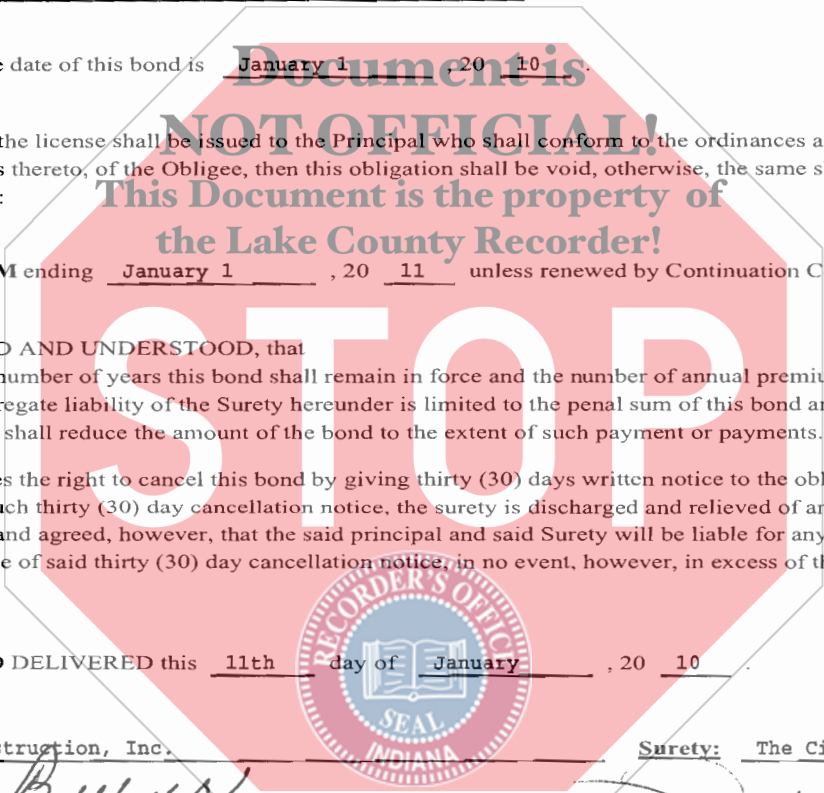 date of this bond is January 1 , 20 10 .
Document is
NOT OFFICIAL!
the license shall be issued to the Principal who shall conform to the ordinances a
s thereto, of the Obligee, then this obligation shall be void, otherwise, the same s
:
This Document is the property of
the Lake County Recorder!
M ending January 1 , 20 11 unless renewed by Continuation C
STOP
D AND UNDERSTOOD, that
number of years this bond shall remain in force and the number of annual premiu
regate liability of the Surety hereunder is limited to the penal sum of this bond an
shall reduce the amount of the bond to the extent of such payment or payments.
es the right to cancel this bond by giving thirty (30) days written notice to the obl
uch thirty (30) day cancellation notice, the surety is discharged and relieved of an
and agreed, however, that the said principal and said Surety will be liable for any
e of said thirty (30) day cancellation notice, in no event, however, in excess of th
RECORDER'S OFFICE
DELIVERED this 11th day of January , 20 10 .
SEAL
INDIANA
struction, Inc. Surety: The Ci